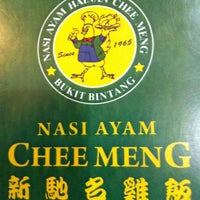 NASI AYAM HAINAN CHEE MENG
Since 1965
BUKIT BINTANG
NASI AYAM
CHEE MENG
新馳名雞飯